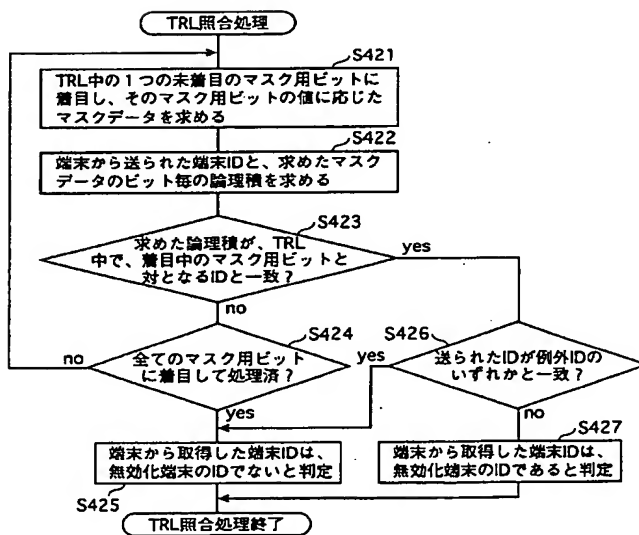 TRL照合処理
S421
TRL中の1つの未着目のマスク用ビットに
着目し、そのマスク用ビットの値に応じた
マスクデータを求める
S422
端末から送られた端末IDと、求めたマスク
データのビット毎の論理積を求める
S423
求めた論理積が、TRL
中で、着目中のマスク用ビットと
対となるIDと一致？
yes
no
S424
全てのマスク用ビット
に着目して処理済？
no
yes
S426
送られたIDが例外IDの
いずれかと一致？
yes
no
端末から取得した端末IDは、
無効化端末のIDでないと判定
S425
S427
端末から取得した端末IDは、
無効化端末のIDであると判定
TRL照合処理終了